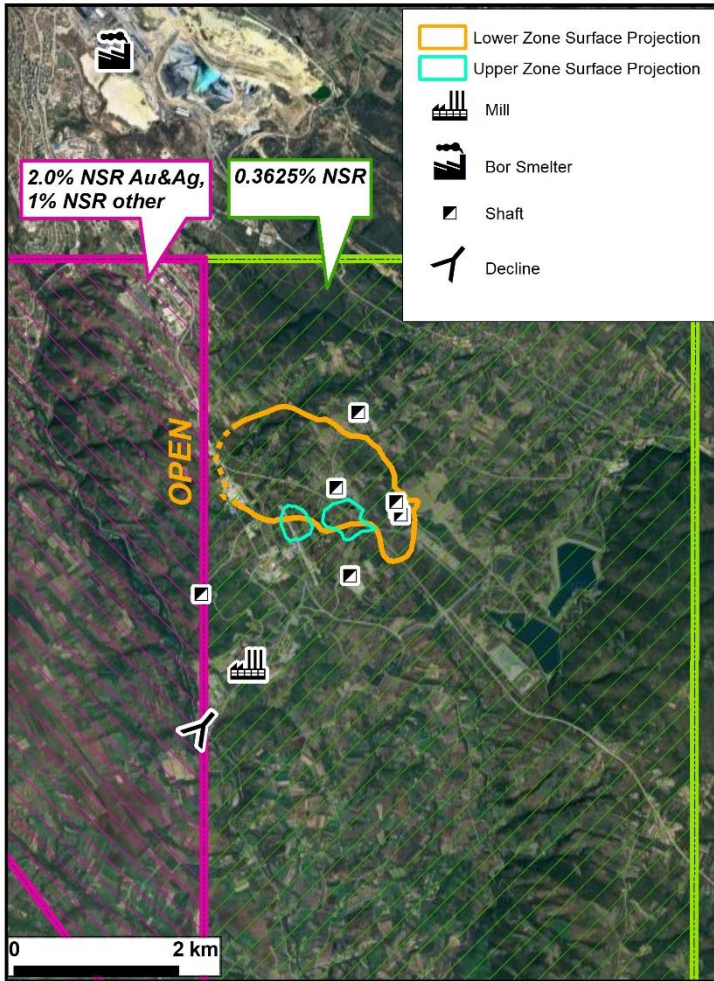 Lower Zone Surface Projection
Upper Zone Surface Projection
Mill
Bor Smelter
Shaft
Decline
2.0% NSR Au&Ag,
1% NSR other
0.3625% NSR
OPEN
0
2 km